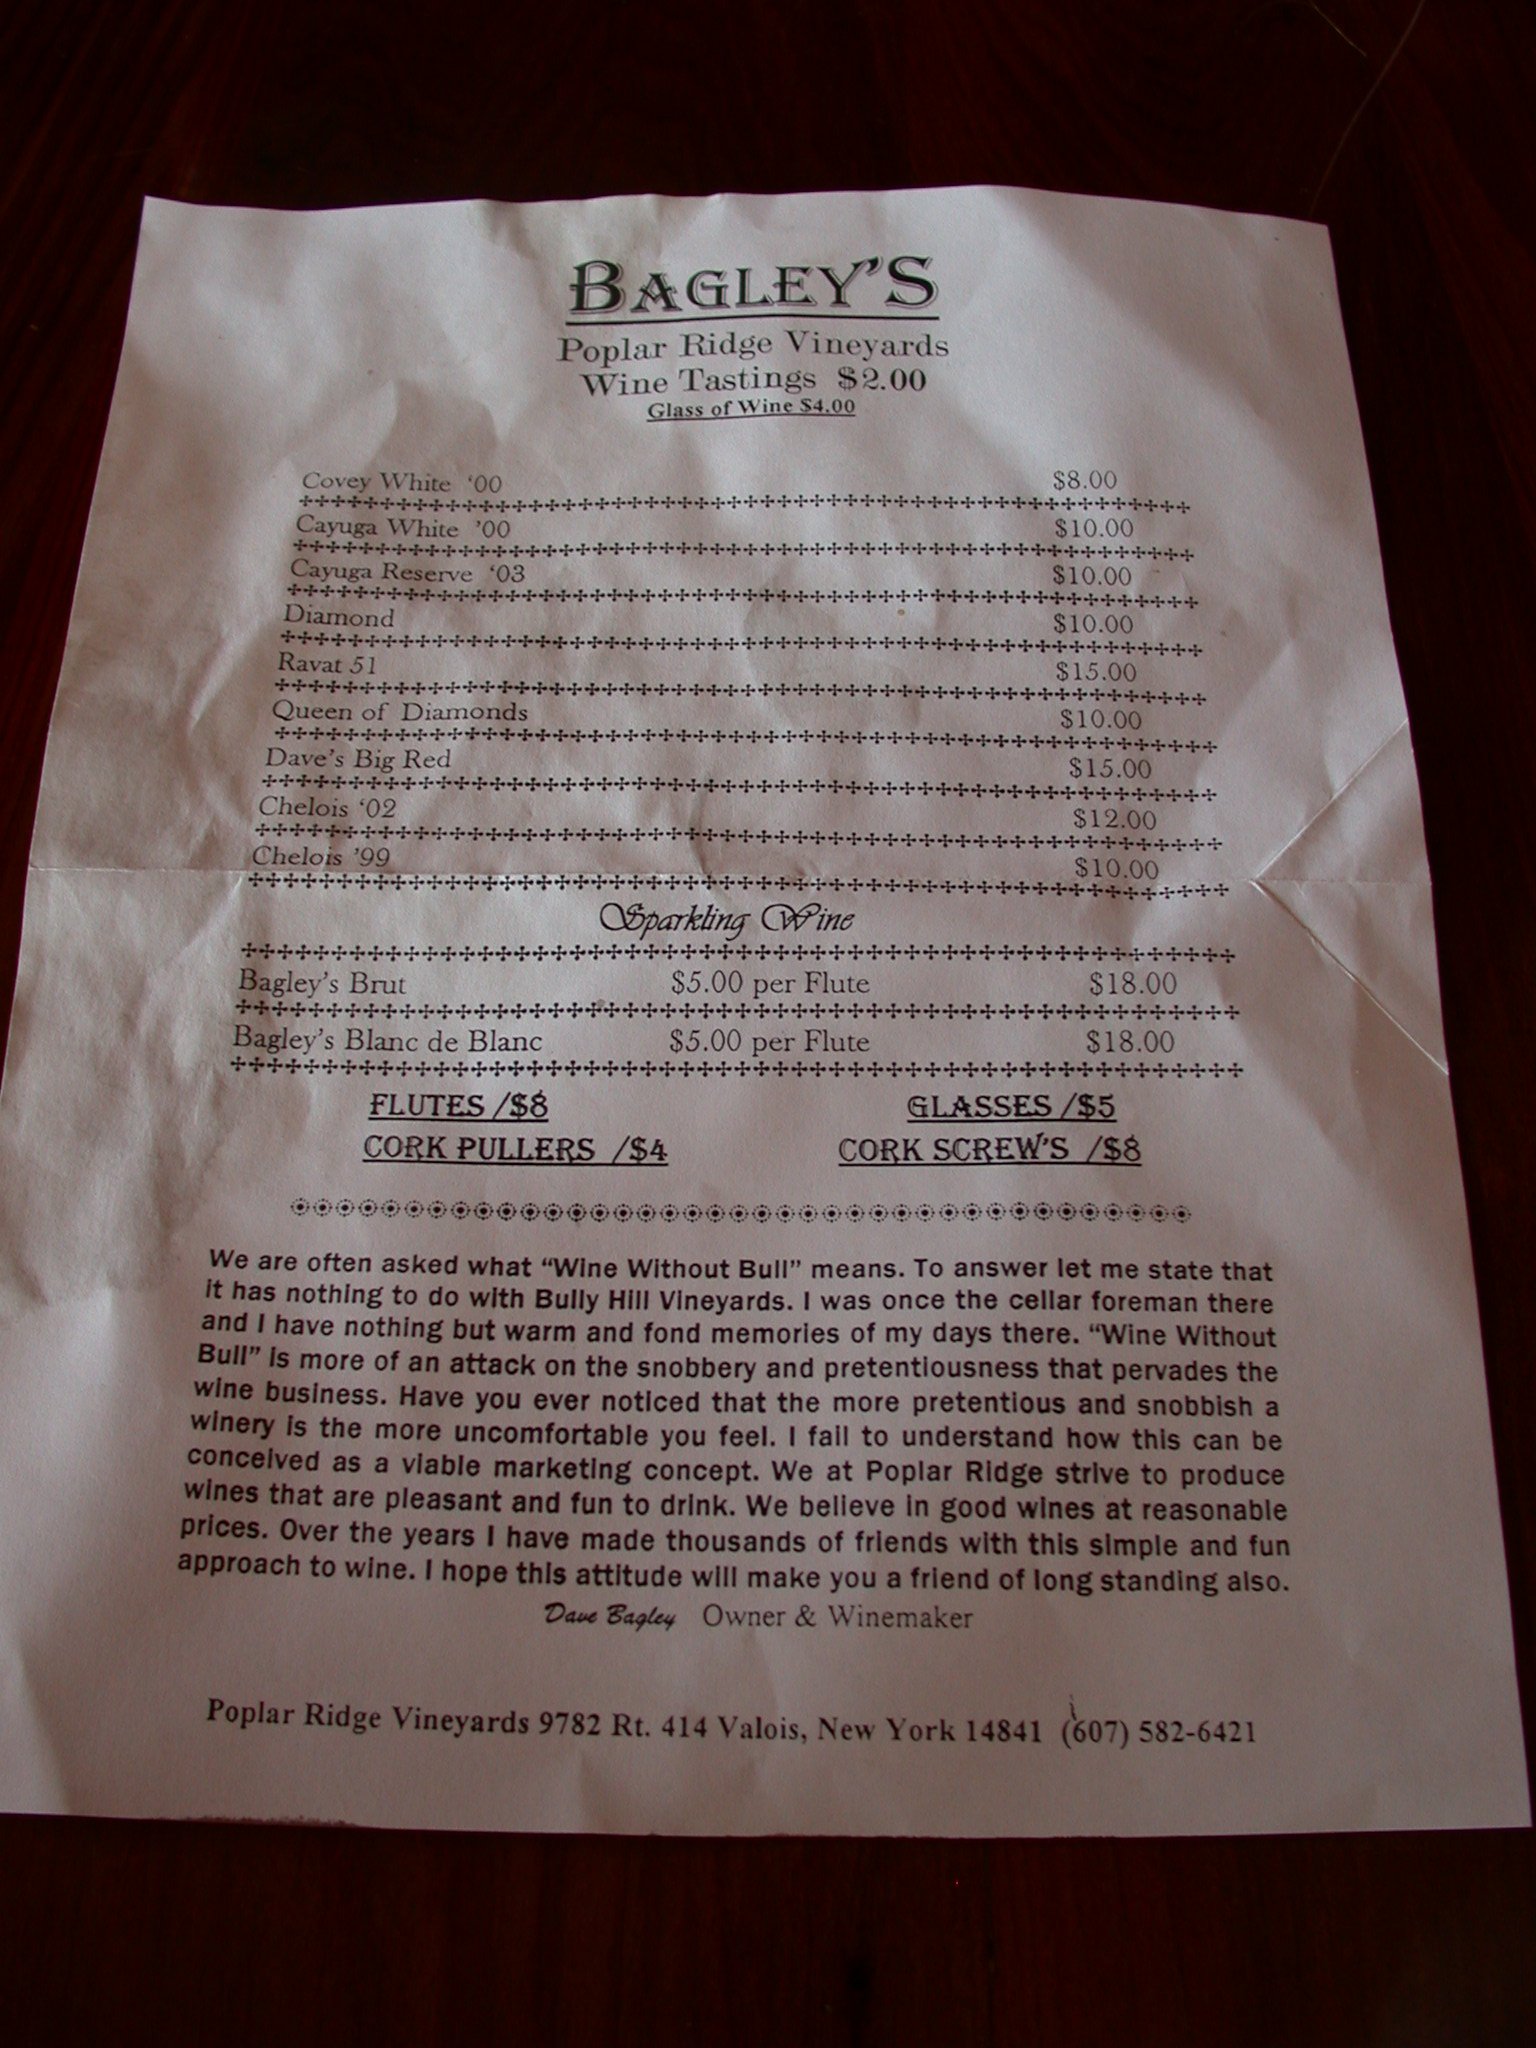 BAGLEY'S
Poplar Ridge Vineyards
Wine Tastings $2.00
Glass of Wine $4.00
Covey White '00 $8.00
Cayuga White '00 $10.00
Cayuga Reserve '03 $10.00
Diamond $10.00
Ravat 51 $15.00
Queen of Diamonds $10.00
Dave's Big Red $15.00
Chelois '02 $12.00
Chelois '99 $10.00
Sparkling Wine
Bagley's Brut $5.00 per Flute $18.00
Bagley's Blanc de Blanc $5.00 per Flute $18.00
FLUTES /$8 GLASSES /$5
CORK PULLERS /$4 CORK SCREW'S /$8
We are often asked what "Wine Without Bull" means. To answer let me state that
it has nothing to do with Bully Hill Vineyards. I was once the cellar foreman there
and I have nothing but warm and fond memories of my days there. "Wine Without
Bull" is more of an attack on the snobbery and pretentiousness that pervades the
wine business. Have you ever noticed that the more pretentious and snobbish a
winery is the more uncomfortable you feel. I fail to understand how this can be
conceived as a viable marketing concept. We at Poplar Ridge strive to produce
wines that are pleasant and fun to drink. We believe in good wines at reasonable
prices. Over the years I have made thousands of friends with this simple and fun
approach to wine. I hope this attitude will make you a friend of long standing also.
Dave Bagley Owner & Winemaker
Poplar Ridge Vineyards 9782 Rt. 414 Valois, New York 14841 (607) 582-6421